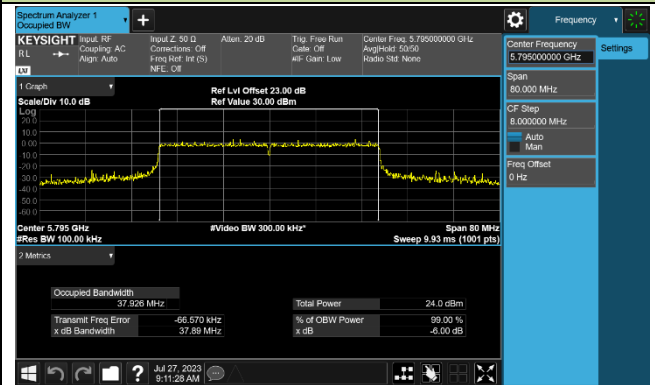 Spectrum Analyzer 1
Occupied BW
Frequency
KEYSIGHT
RL
LXI
Input: RF
Coupling: AC
Align: Auto
Input Z: 50 Ω
Corrections: Off
Freq Ref: Int (S)
NFE: Off
Atten: 20 dB
Trig: Free Run
Gate: Off
#IF Gain: Low
Center Freq: 5.795000000 GHz
Avg|Hold: 50/50
Radio Std: None
Center Frequency
5.795000000 GHz
Settings
Span
80.000 MHz
CF Step
8.000000 MHz
Auto
Man
Freq Offset
0 Hz
1 Graph
Scale/Div 10.0 dB
Ref Lvl Offset 23.00 dB
Ref Value 30.00 dBm
Log
20.0
10.0
0.00
-10.0
-20.0
-30.0
-40.0
-50.0
-60.0
Center 5.795 GHz
#Video BW 300.00 kHz*
Span 80 MHz
#Res BW 100.00 kHz
Sweep 9.93 ms (1001 pts)
2 Metrics
Occupied Bandwidth
37.926 MHz
Total Power 24.0 dBm
Transmit Freq Error -66.570 kHz
% of OBW Power 99.00 %
x dB Bandwidth 37.89 MHz
x dB -6.00 dB
?
Jul 27, 2023
9:11:28 AM